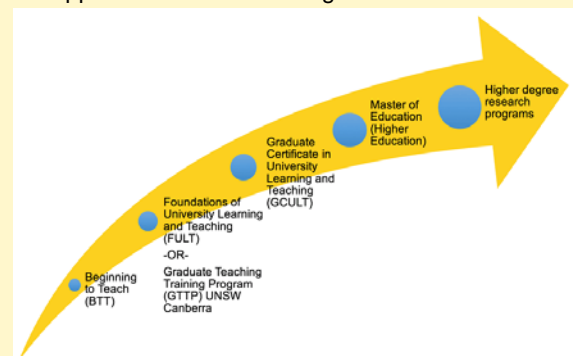 Beginning
to Teach
(BTT)
Foundations of
University Learning
and Teaching
(FULT)
-OR-
Graduate Teaching
Training Program
(GTTP) UNSW
Canberra
Graduate
Certificate in
University
Learning and
Teaching
(GCULT)
Master of
Education
(Higher
Education)
Higher degree
research
programs